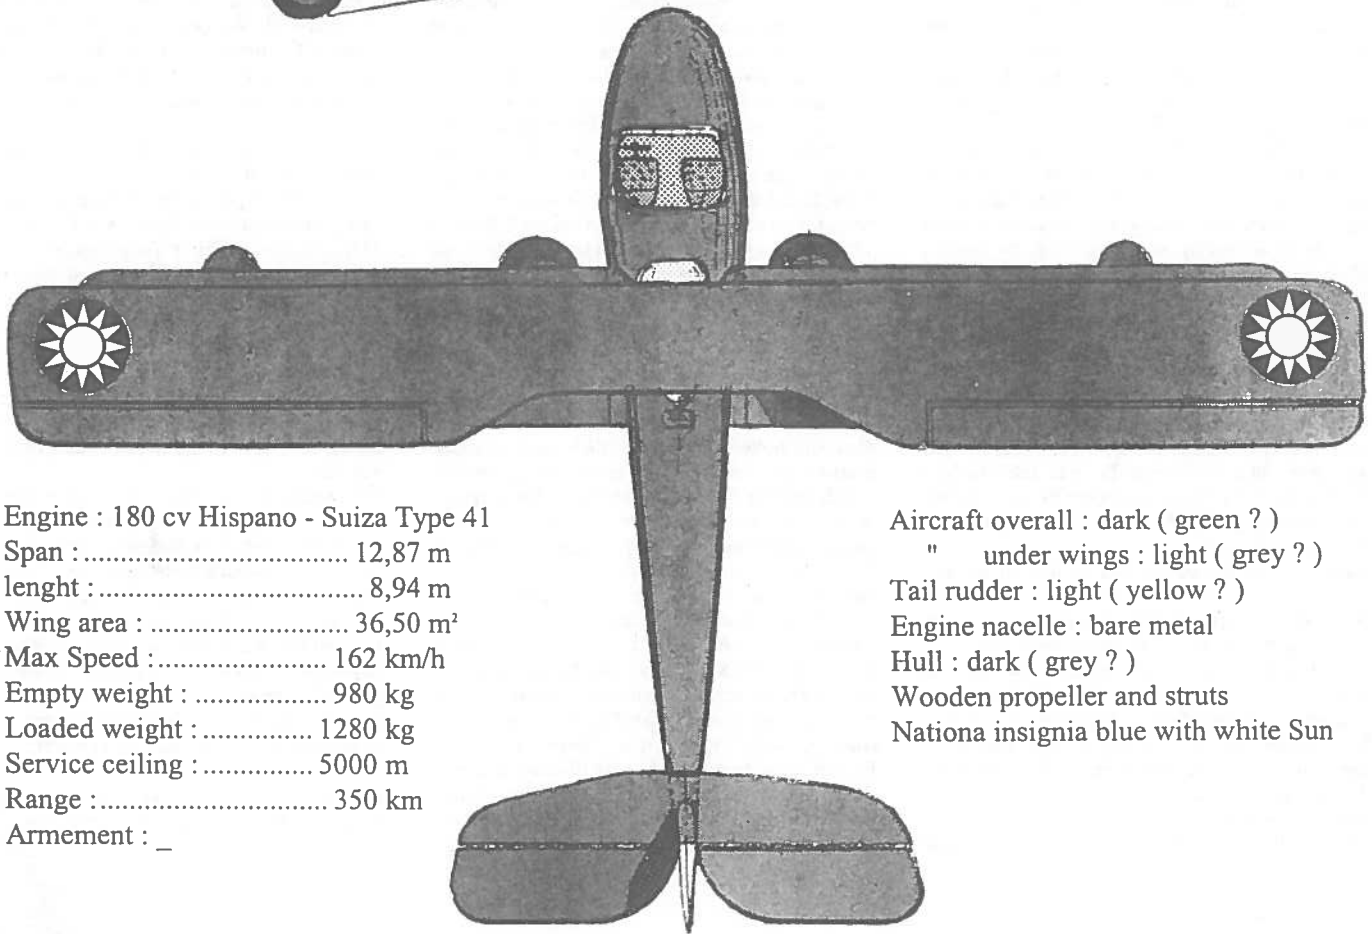 Engine : 180 cv Hispano - Suiza Type 41
Span :................................ 12,87 m
lenght :................................ 8,94 m
Wing area : ........................ 36,50 m²
Max Speed :.................... 162 km/h
Empty weight : ................ 980 kg
Loaded weight : ............. 1280 kg
Service ceiling : ............. 5000 m
Range :............................ 350 km
Armement : _
Aircraft overall : dark ( green ? )
" under wings : light ( grey ? )
Tail rudder : light ( yellow ? )
Engine nacelle : bare metal
Hull : dark ( grey ? )
Wooden propeller and struts
Nationa insignia blue with white Sun